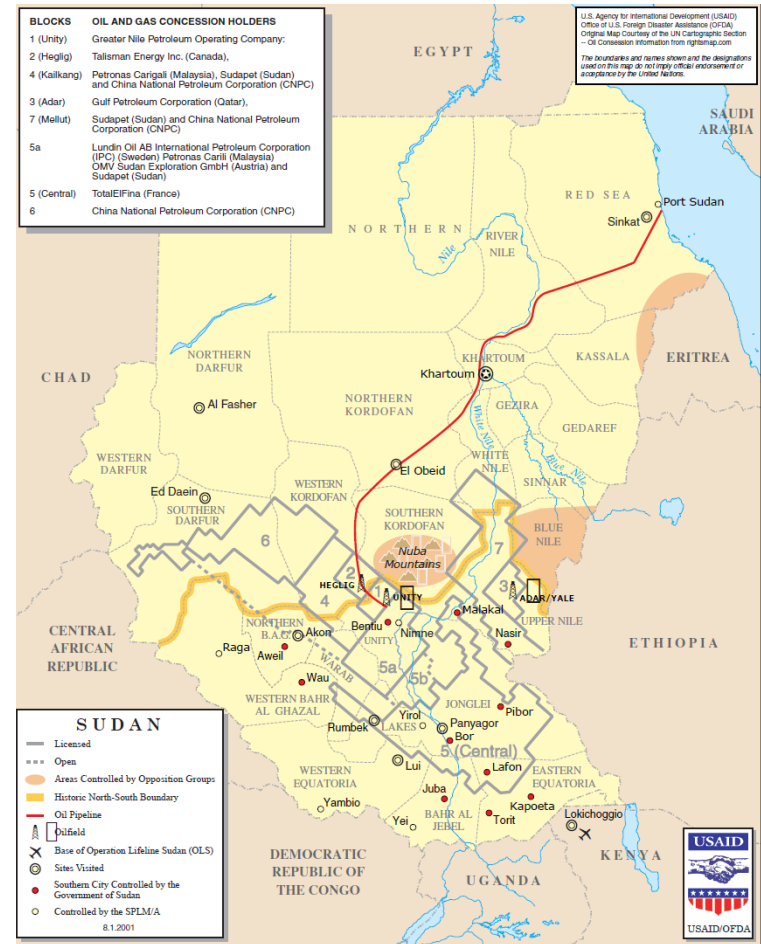 BLOCKS OIL AND GAS CONCESSION HOLDERS
1 (Unity) Greater Nile Petroleum Operating Company:
2 (Heglig) Talisman Energy Inc. (Canada),
4 (Kailkang) Petronas Carigali (Malaysia), Sudapet (Sudan)
and China National Petroleum Corporation (CNPC)
3 (Adar) Gulf Petroleum Corporation (Qatar),
7 (Mellut) Sudapet (Sudan) and China National Petroleum
Corporation (CNPC)
5a Lundin Oil AB International Petroleum Corporation
(IPC) (Sweden) Petronas Carili (Malaysia)
OMV Sudan Exploration GmbH (Austria) and
Sudapet (Sudan)
5 (Central) TotalElFina (France)
6 China National Petroleum Corporation (CNPC)
U.S. Agency for International Development (USAID)
Office of U.S. Foreign Disaster Assistance (OFDA)
Original Map Courtesy of the UN Cartographic Section
-- Oil Consession Information from rightsmap.com
The boundaries and names shown and the designations
used on this map do not imply official endorsement or
acceptance by the United Nations.
EGYPT
SAUDI
ARABIA
RED SEA
Port Sudan
Sinkat
NORTHERN
RIVER
NILE
Nile
NORTHERN
DARFUR
KHARTOUM
KASSALA
ERITREA
CHAD
Khartoum
NORTHERN
KORDOFAN
GEZIRA
Al Fasher
White Nile
GEDAREF
WESTERN
DARFUR
WHITE
NILE
Blue Nile
El Obeid
SINNAR
Ed Daein
WESTERN
KORDOFAN
SOUTHERN
DARFUR
SOUTHERN
KORDOFAN
BLUE
NILE
6
7
Nuba
Mountains
2
HEGLIG
1
UNITY
3
ADAR/YALE
4
Malakal
UPPER NILE
NORTHERN
B.A.G.
Akon
Bentiu
Nimne
Nasir
ETHIOPIA
CENTRAL
AFRICAN
REPUBLIC
Raga
Aweil
UNITY
WARAB
5a
5b
Wau
WESTERN BAHR
AL GHAZAL
JONGLEI
Pibor
Yirol
Rumbek
LAKES
Panyagor
Bor
5 (Central)
Lui
Lafon
WESTERN
EQUATORIA
EASTERN
EQUATORIA
Juba
Kapoeta
Yambio
Yei
BAHR AL
JEBEL
Torit
Lokichoggio
DEMOCRATIC
REPUBLIC OF
THE CONGO
UGANDA
KENYA
SUDAN
Licensed
Open
Areas Controlled by Opposition Groups
Historic North-South Boundary
Oil Pipeline
Oilfield
Base of Operation Lifeline Sudan (OLS)
Sites Visited
Southern City Controlled by the
Government of Sudan
Controlled by the SPLM/A
8.1.2001
USAID
USAID/OFDA